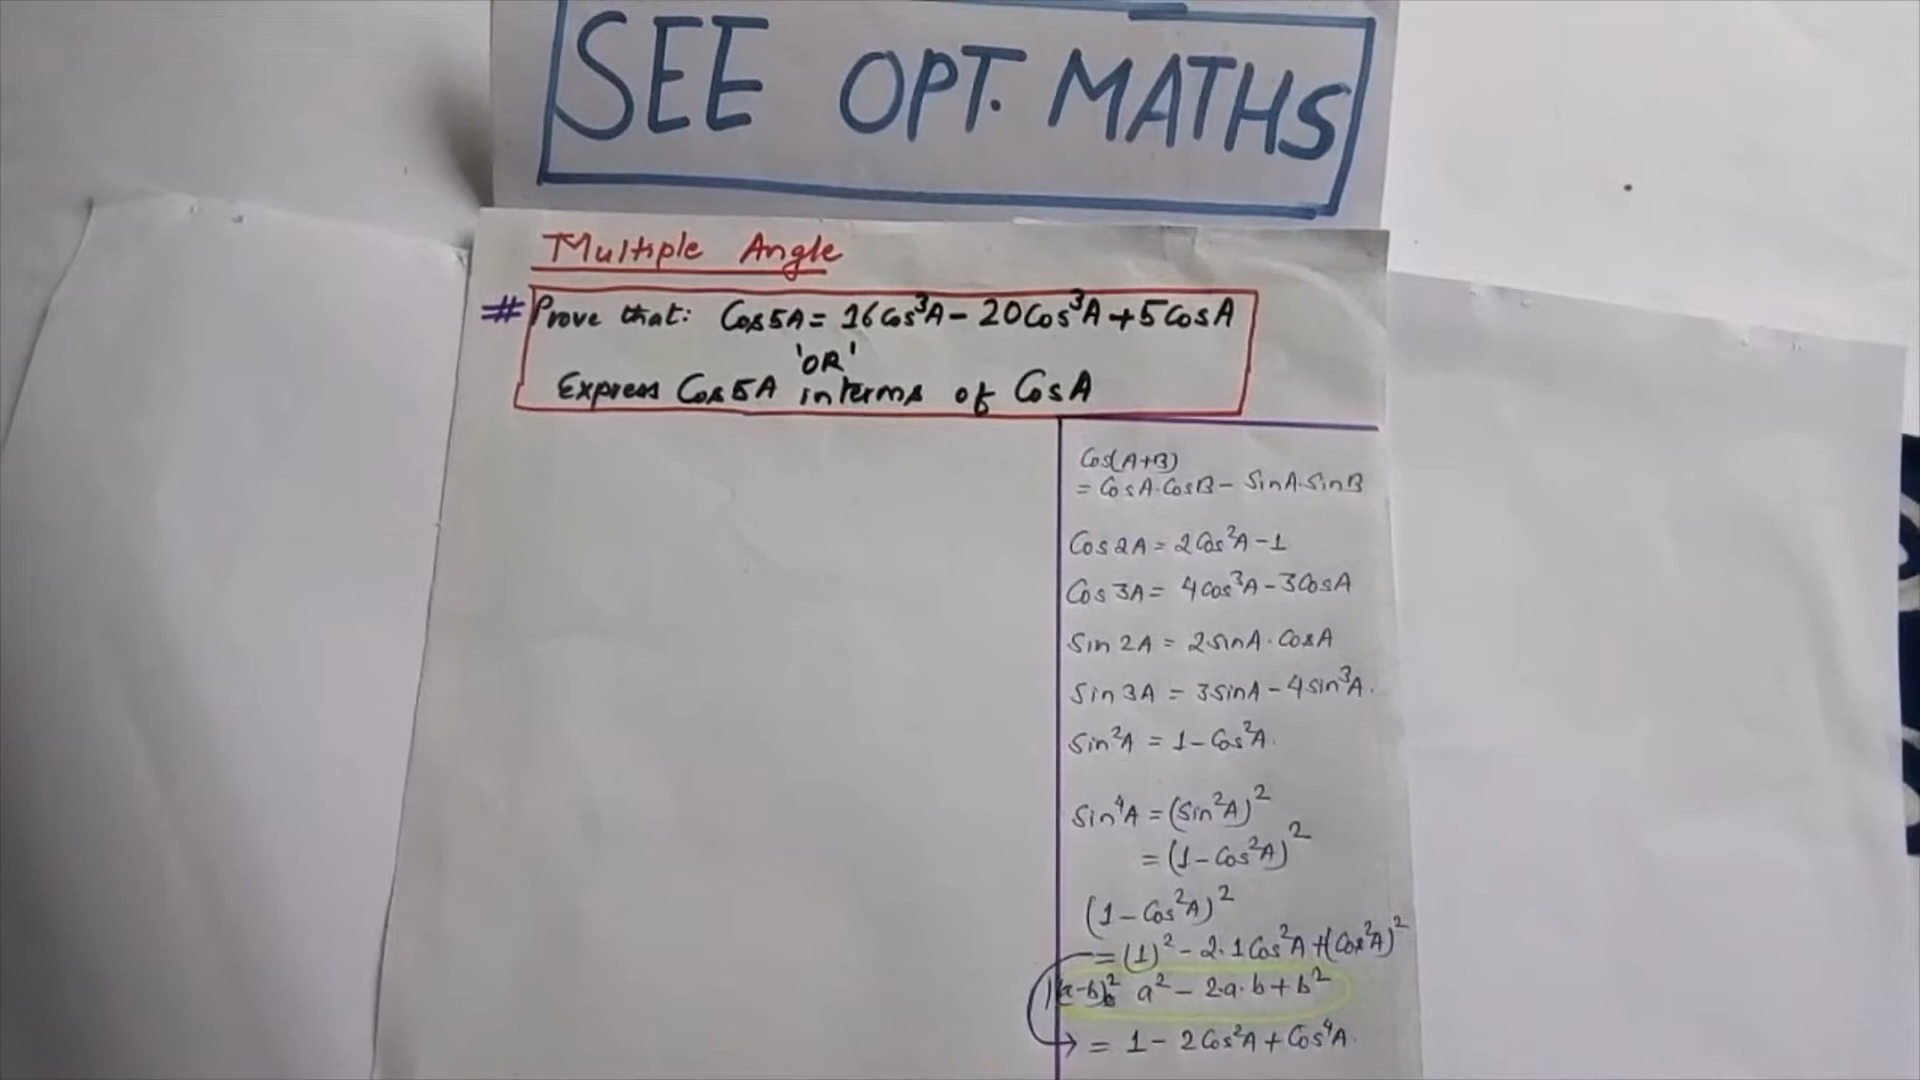 SEE OPT. MATHS
Multiple Angle
# Prove that: Cos5A = 16Cos³A - 20Cos³A + 5CosA
'OR'
Express Cos5A interms of CosA
Cos(A+B)
= CosA.CosB - SinA.SinB
Cos2A = 2Cos²A - 1
Cos3A = 4Cos³A - 3CosA
Sin2A = 2SinA.CosA
Sin3A = 3SinA - 4Sin³A.
Sin²A = 1 - Cos²A.
Sin⁴A = (Sin²A)²
= (1 - Cos²A)²
(1 - Cos²A)²
= (1)² - 2.1Cos²A + (Cos²A)²
(a-b)² a² - 2a.b + b²
= 1 - 2Cos²A + Cos⁴A.